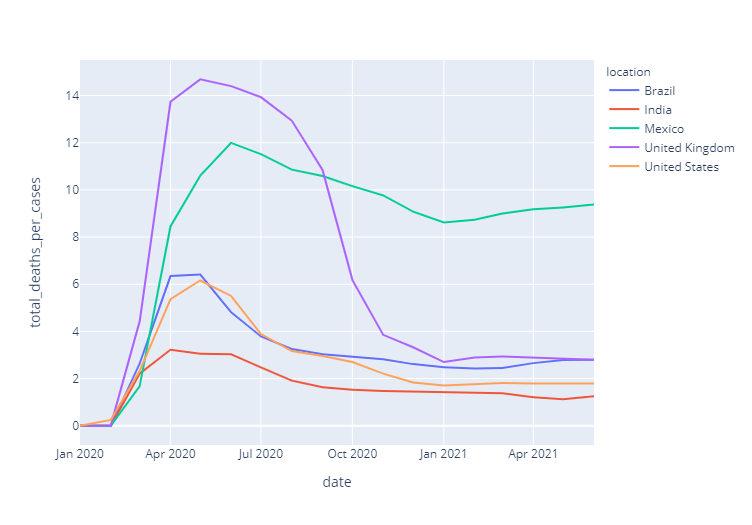 location
Brazil
India
Mexico
United Kingdom
United States
total_deaths_per_cases
14
12
10
8
6
4
2
0
Jan 2020 Apr 2020 Jul 2020 Oct 2020 Jan 2021 Apr 2021
date